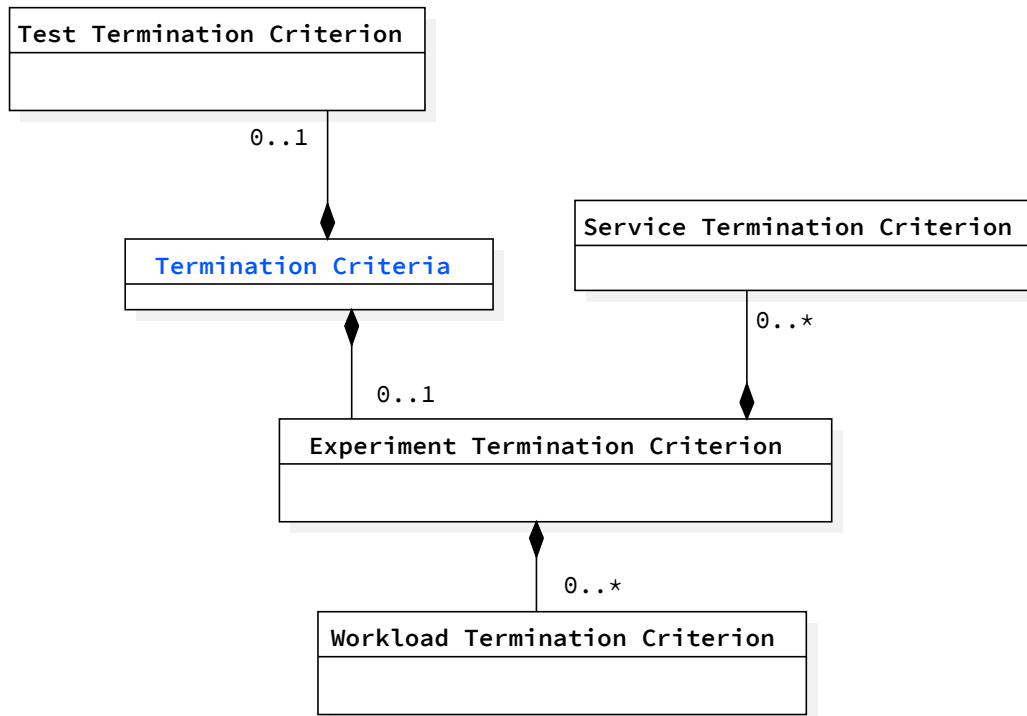 Test Termination Criterion
0..1
Service Termination Criterion
Termination Criteria
0..*
0..1
Experiment Termination Criterion
0..*
Workload Termination Criterion